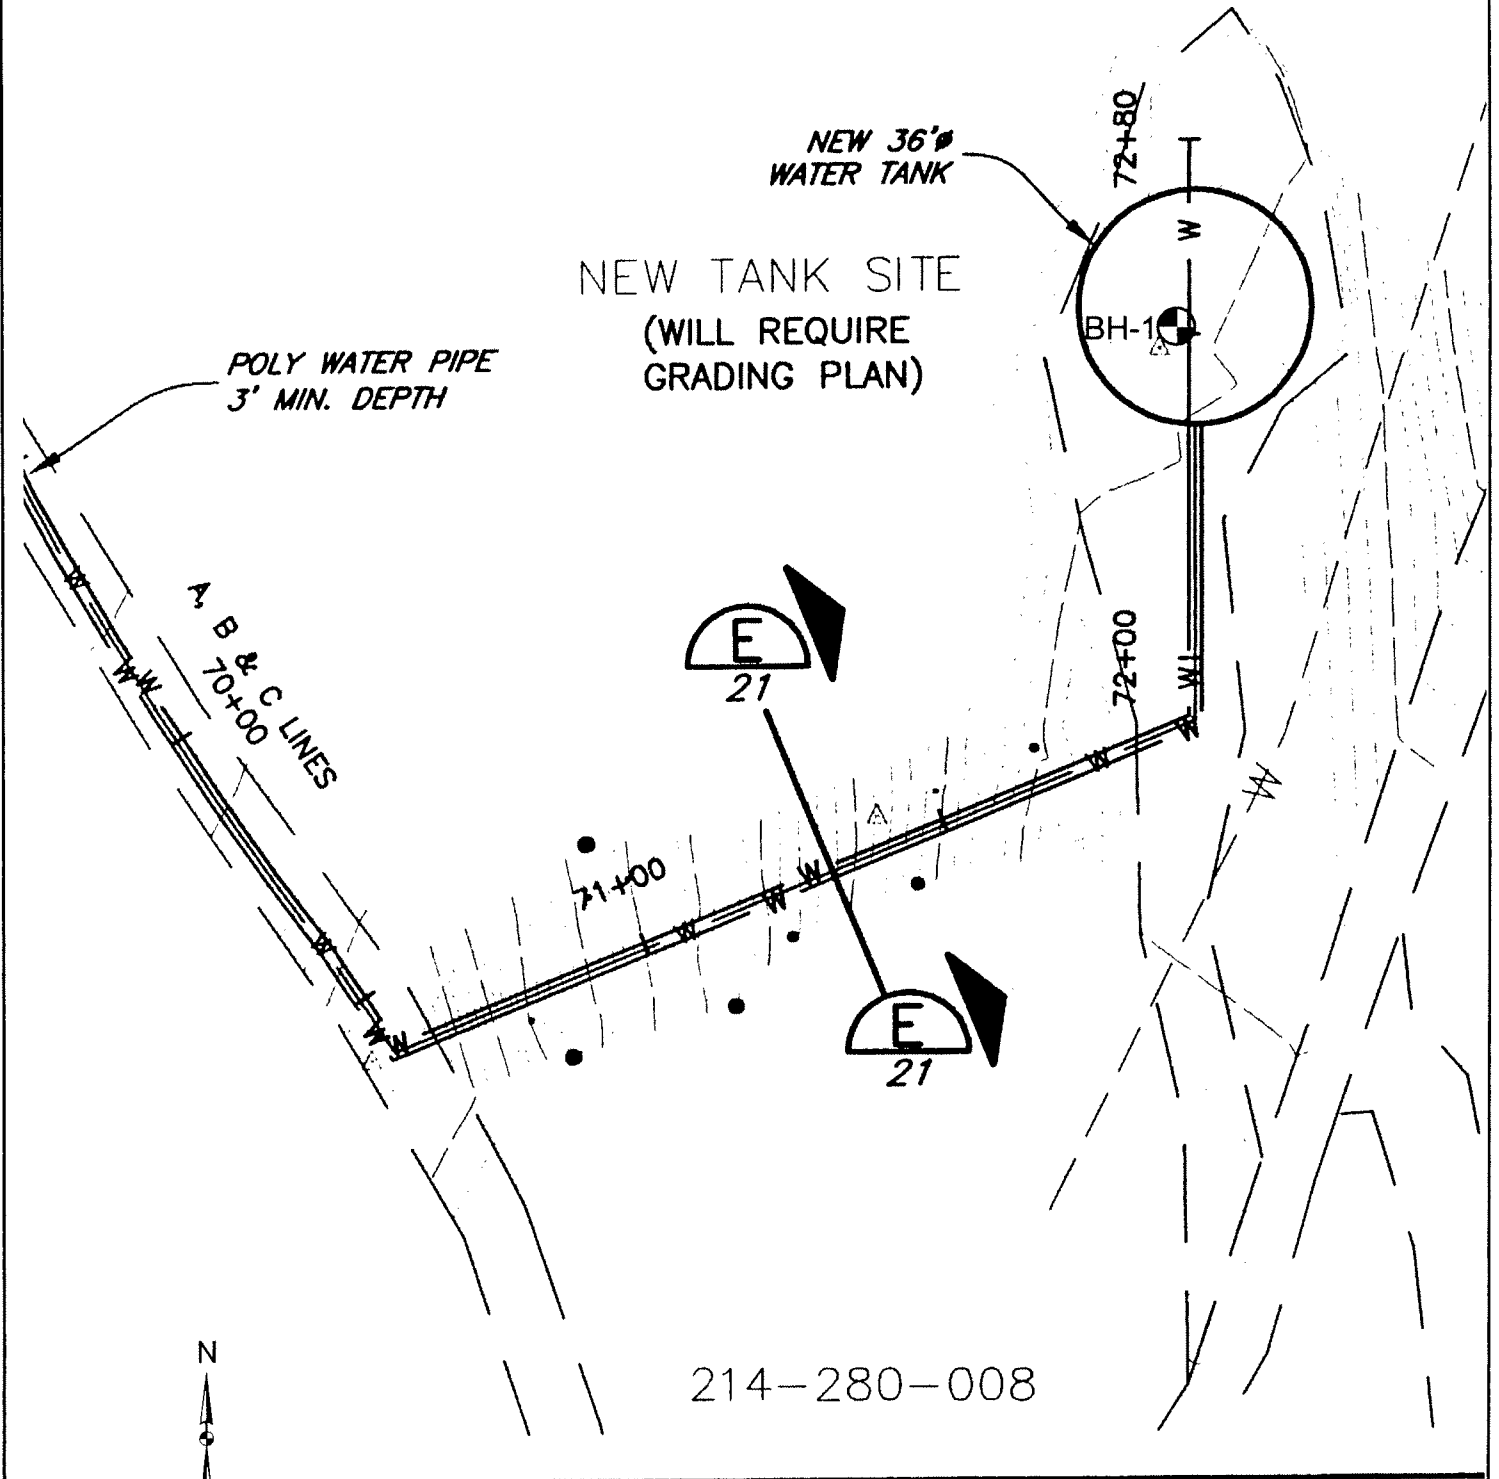 72+80
NEW 36'ø
WATER TANK
W
NEW TANK SITE
(WILL REQUIRE
GRADING PLAN)
BH-1
POLY WATER PIPE
3' MIN. DEPTH
W
A, B & C LINES
70+00
W
W
E
21
72+00
W
W
W
W
71+00
W
W
W
W
W
W
E
21
N
214-280-008